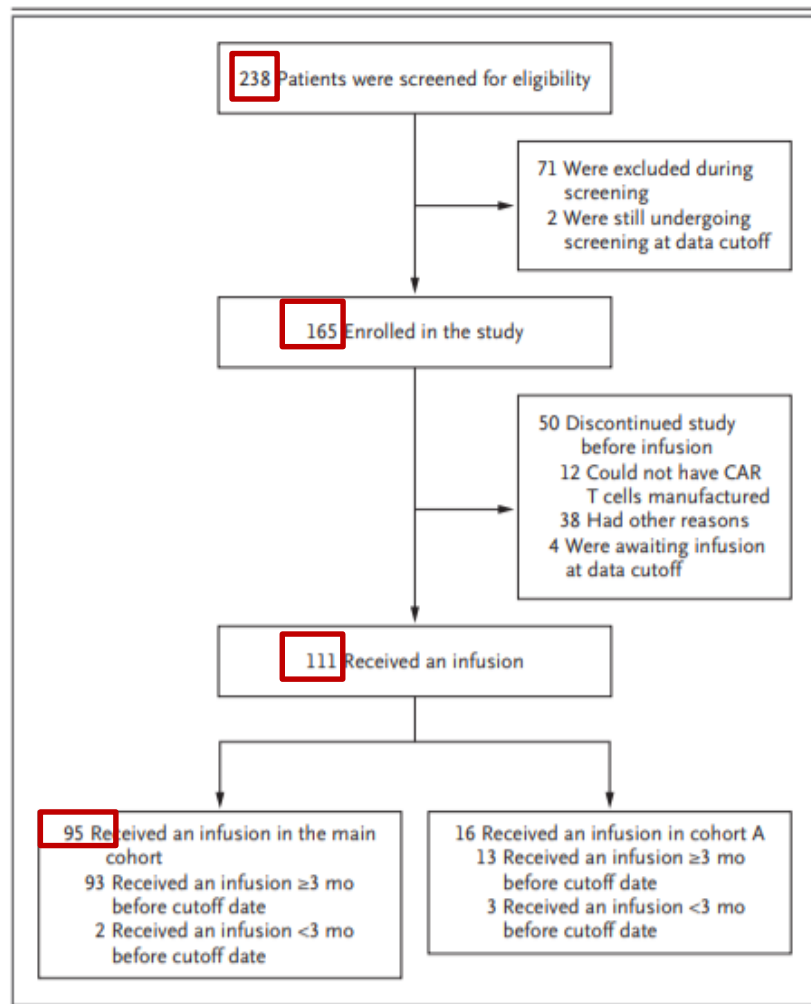 238 Patients were screened for eligibility
71 Were excluded during
screening
2 Were still undergoing
screening at data cutoff
165 Enrolled in the study
50 Discontinued study
before infusion
12 Could not have CAR
T cells manufactured
38 Had other reasons
4 Were awaiting infusion
at data cutoff
111 Received an infusion
95 Received an infusion in the main
cohort
93 Received an infusion ≥3 mo
before cutoff date
2 Received an infusion <3 mo
before cutoff date
16 Received an infusion in cohort A
13 Received an infusion ≥3 mo
before cutoff date
3 Received an infusion <3 mo
before cutoff date